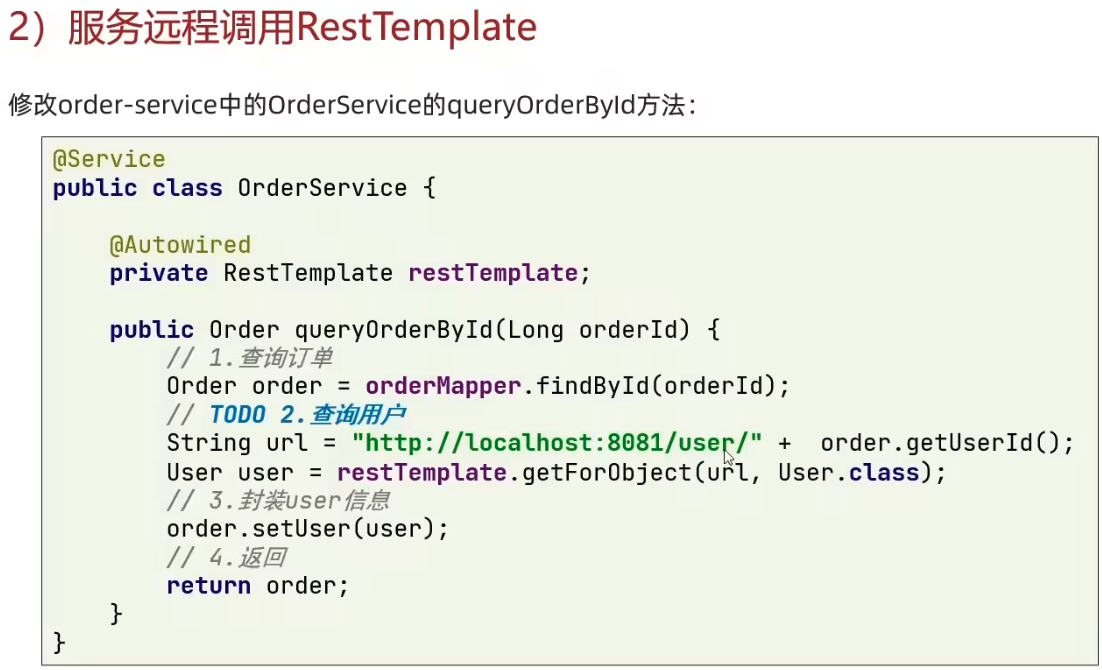 2）服务远程调用RestTemplate
修改order-service中的OrderService的queryOrderById方法：
@Service
public class OrderService {
@Autowired
private RestTemplate restTemplate;
public Order queryOrderById(Long orderId) {
// 1.查询订单
Order order = orderMapper.findById(orderId);
// TODO 2.查询用户
String url = "http://localhost:8081/user/" +  order.getUserId();
User user = restTemplate.getForObject(url, User.class);
// 3.封装user信息
order.setUser(user);
// 4.返回
return order;
}
}